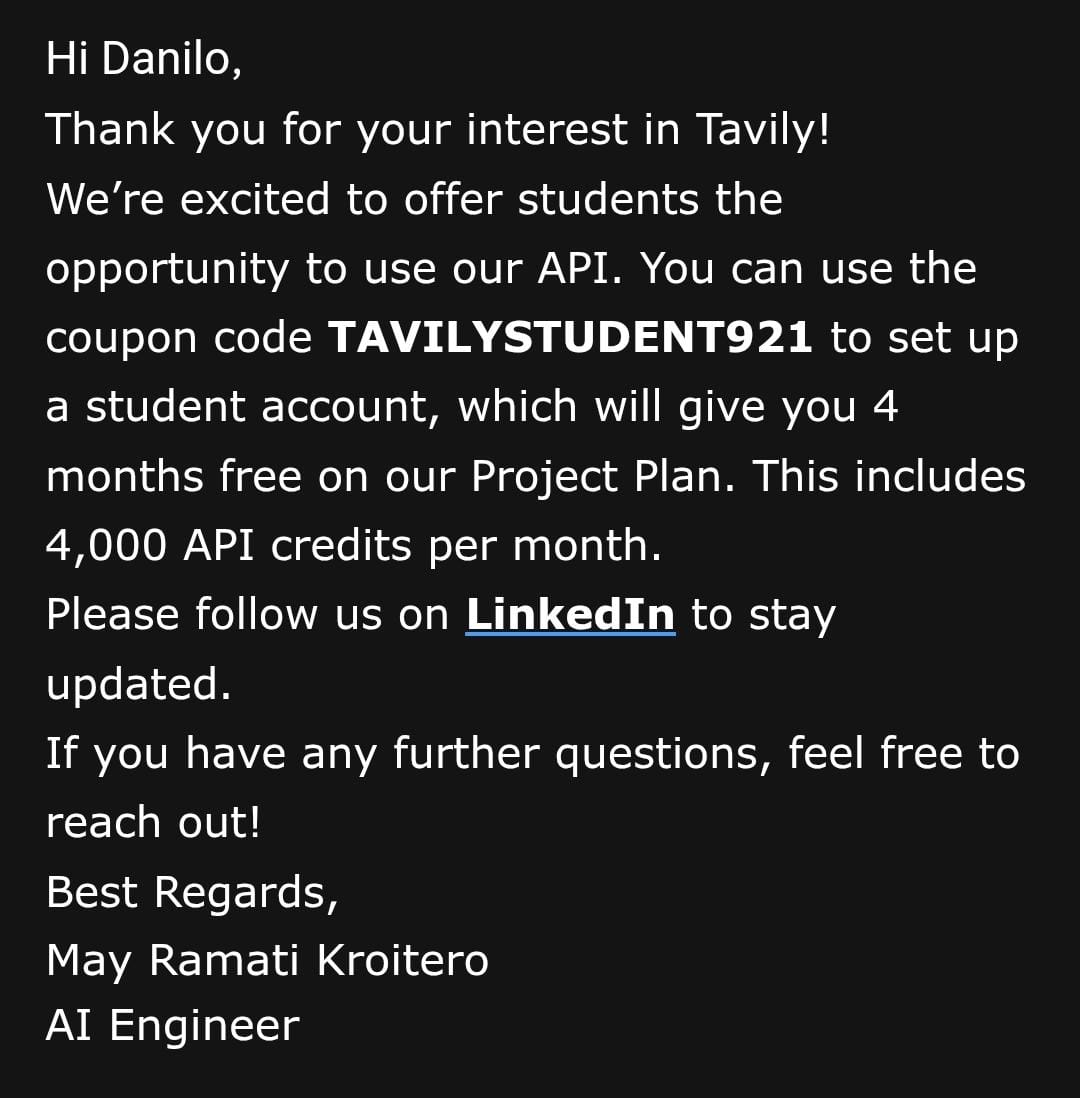 Hi Danilo,
Thank you for your interest in Tavily!
We’re excited to offer students the
opportunity to use our API. You can use the
coupon code TAVILYSTUDENT921 to set up
a student account, which will give you 4
months free on our Project Plan. This includes
4,000 API credits per month.
Please follow us on LinkedIn to stay
updated.
If you have any further questions, feel free to
reach out!
Best Regards,
May Ramati Kroitero
AI Engineer